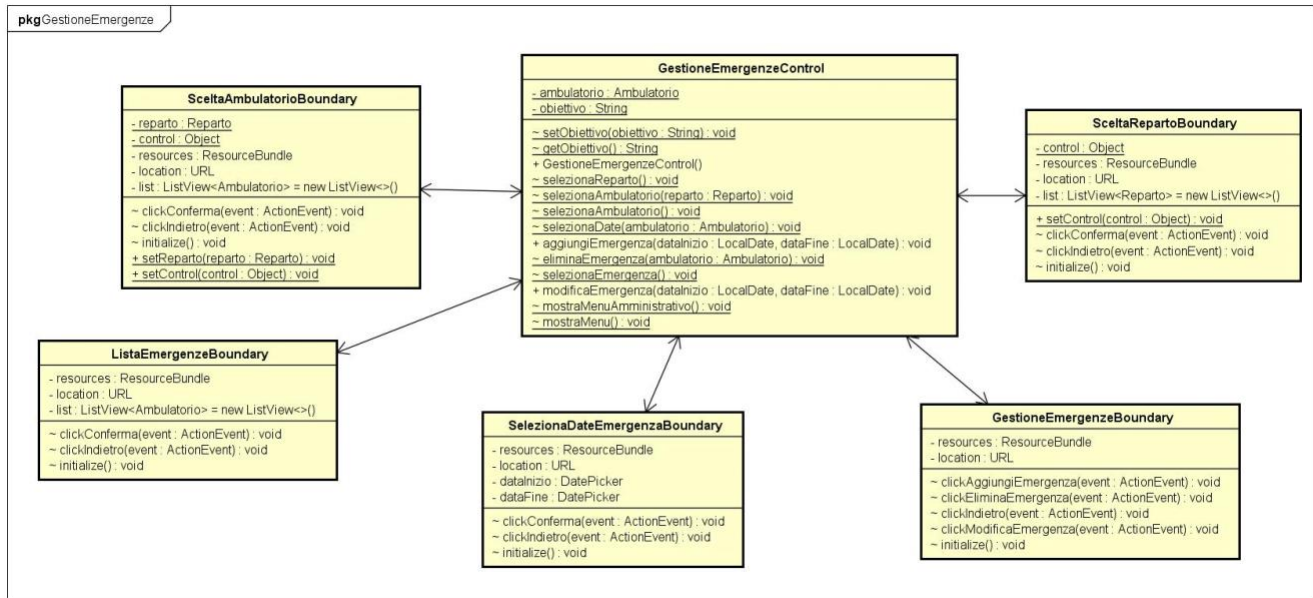 pkg GestioneEmergenze
GestioneEmergenzeControl
- ambulatorio : Ambulatorio
- obiettivo : String
~ setObiettivo(obiettivo : String) : void
~ getObiettivo() : String
+ GestioneEmergenzeControl()
~ selezionaReparto() : void
~ selezionaAmbulatorio(reparto : Reparto) : void
~ selezionaAmbulatorio() : void
~ selezionaDate(ambulatorio : Ambulatorio) : void
+ aggiungiEmergenza(dataInizio : LocalDate, dataFine : LocalDate) : void
~ eliminaEmergenza(ambulatorio : Ambulatorio) : void
~ selezionaEmergenza() : void
+ modificaEmergenza(dataInizio : LocalDate, dataFine : LocalDate) : void
~ mostraMenuAmministrativo() : void
~ mostraMenu() : void
SceltaAmbulatorioBoundary
- reparto : Reparto
- control : Object
- resources : ResourceBundle
- location : URL
- list : ListView<Ambulatorio> = new ListView<>()
~ clickConferma(event : ActionEvent) : void
~ clickIndietro(event : ActionEvent) : void
~ initialize() : void
+ setReparto(reparto : Reparto) : void
+ setControl(control : Object) : void
SceltaRepartoBoundary
- control : Object
- resources : ResourceBundle
- location : URL
- list : ListView<Reparto> = new ListView<>()
+ setControl(control : Object) : void
~ clickConferma(event : ActionEvent) : void
~ clickIndietro(event : ActionEvent) : void
~ initialize() : void
ListaEmergenzeBoundary
- resources : ResourceBundle
- location : URL
- list : ListView<Ambulatorio> = new ListView<>()
~ clickConferma(event : ActionEvent) : void
~ clickIndietro(event : ActionEvent) : void
~ initialize() : void
SelezionaDateEmergenzaBoundary
- resources : ResourceBundle
- location : URL
- dataInizio : DatePicker
- dataFine : DatePicker
~ clickConferma(event : ActionEvent) : void
~ clickIndietro(event : ActionEvent) : void
~ initialize() : void
GestioneEmergenzeBoundary
- resources : ResourceBundle
- location : URL
~ clickAggiungiEmergenza(event : ActionEvent) : void
~ clickEliminaEmergenza(event : ActionEvent) : void
~ clickIndietro(event : ActionEvent) : void
~ clickModificaEmergenza(event : ActionEvent) : void
~ initialize() : void